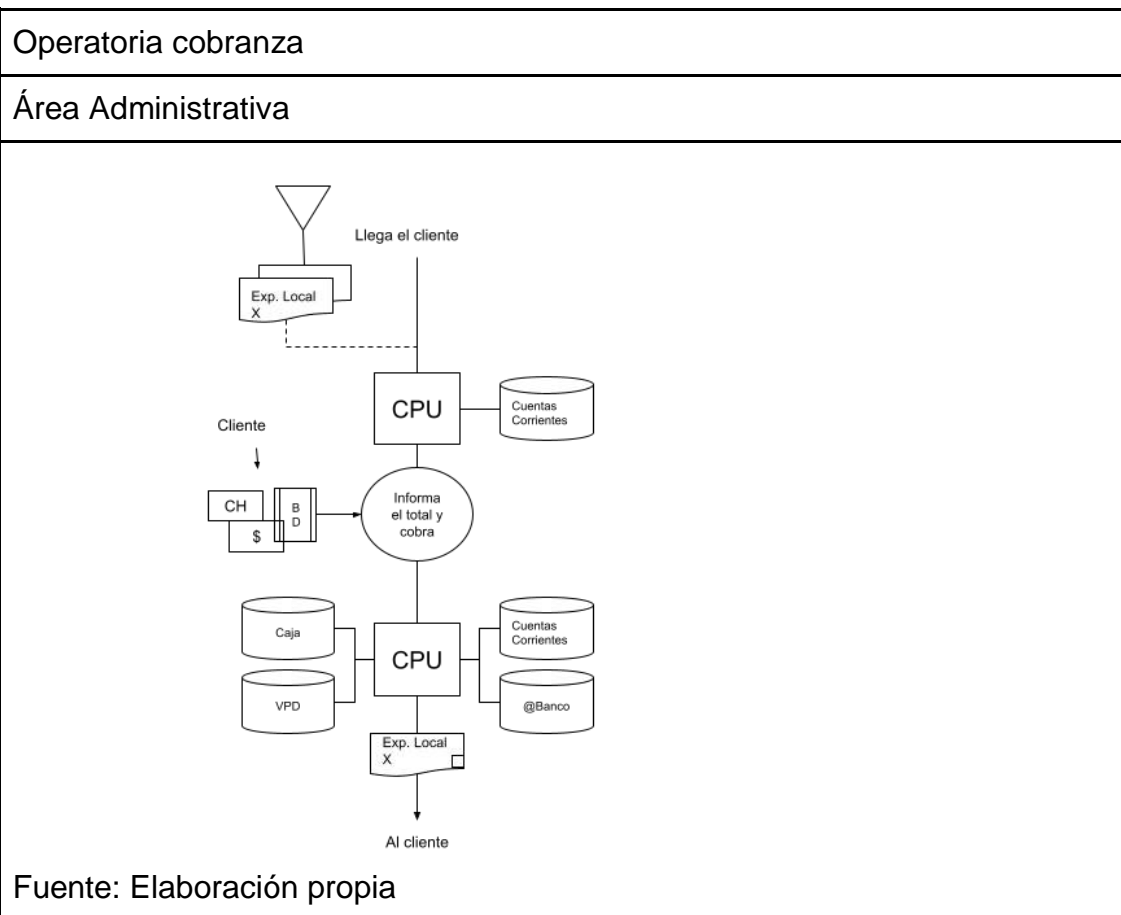 Operatoria cobranza
Área Administrativa
Llega el cliente
Exp. Local
X
CPU
Cuentas
Corrientes
Cliente
CH
$
B
D
Informa
el total y
cobra
Caja
VPD
CPU
Cuentas
Corrientes
@Banco
Exp. Local
X
Al cliente
Fuente: Elaboración propia